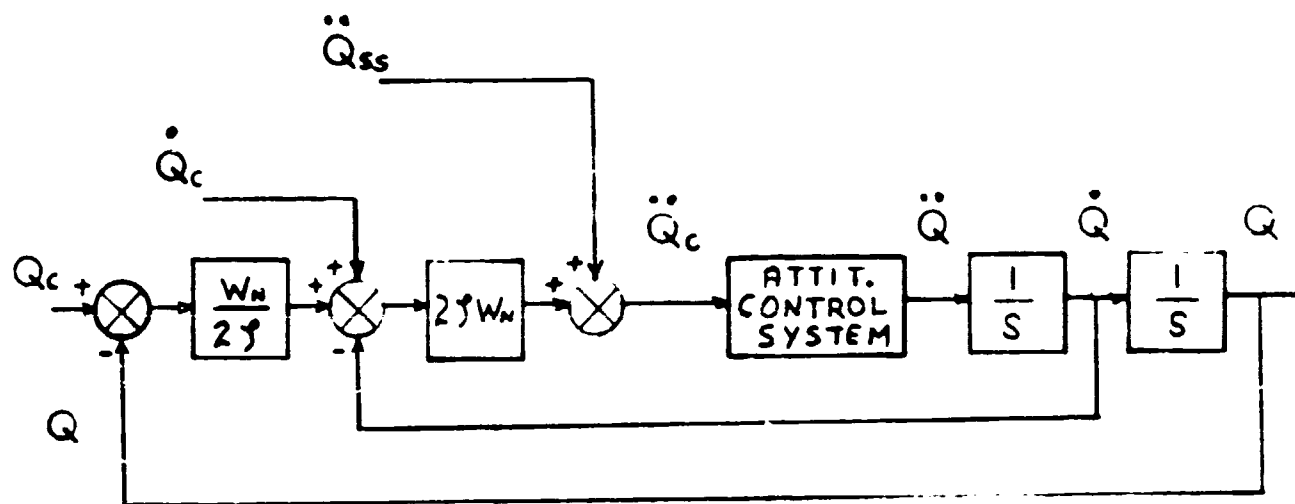 Q̈ss
Q̇c
Qc
+
-
Q
WN
2ζ
+
+
-
2ζWN
+
+
Q̈c
ATTIT.
CONTROL
SYSTEM
Q̈
1
S
Q̇
1
S
Q